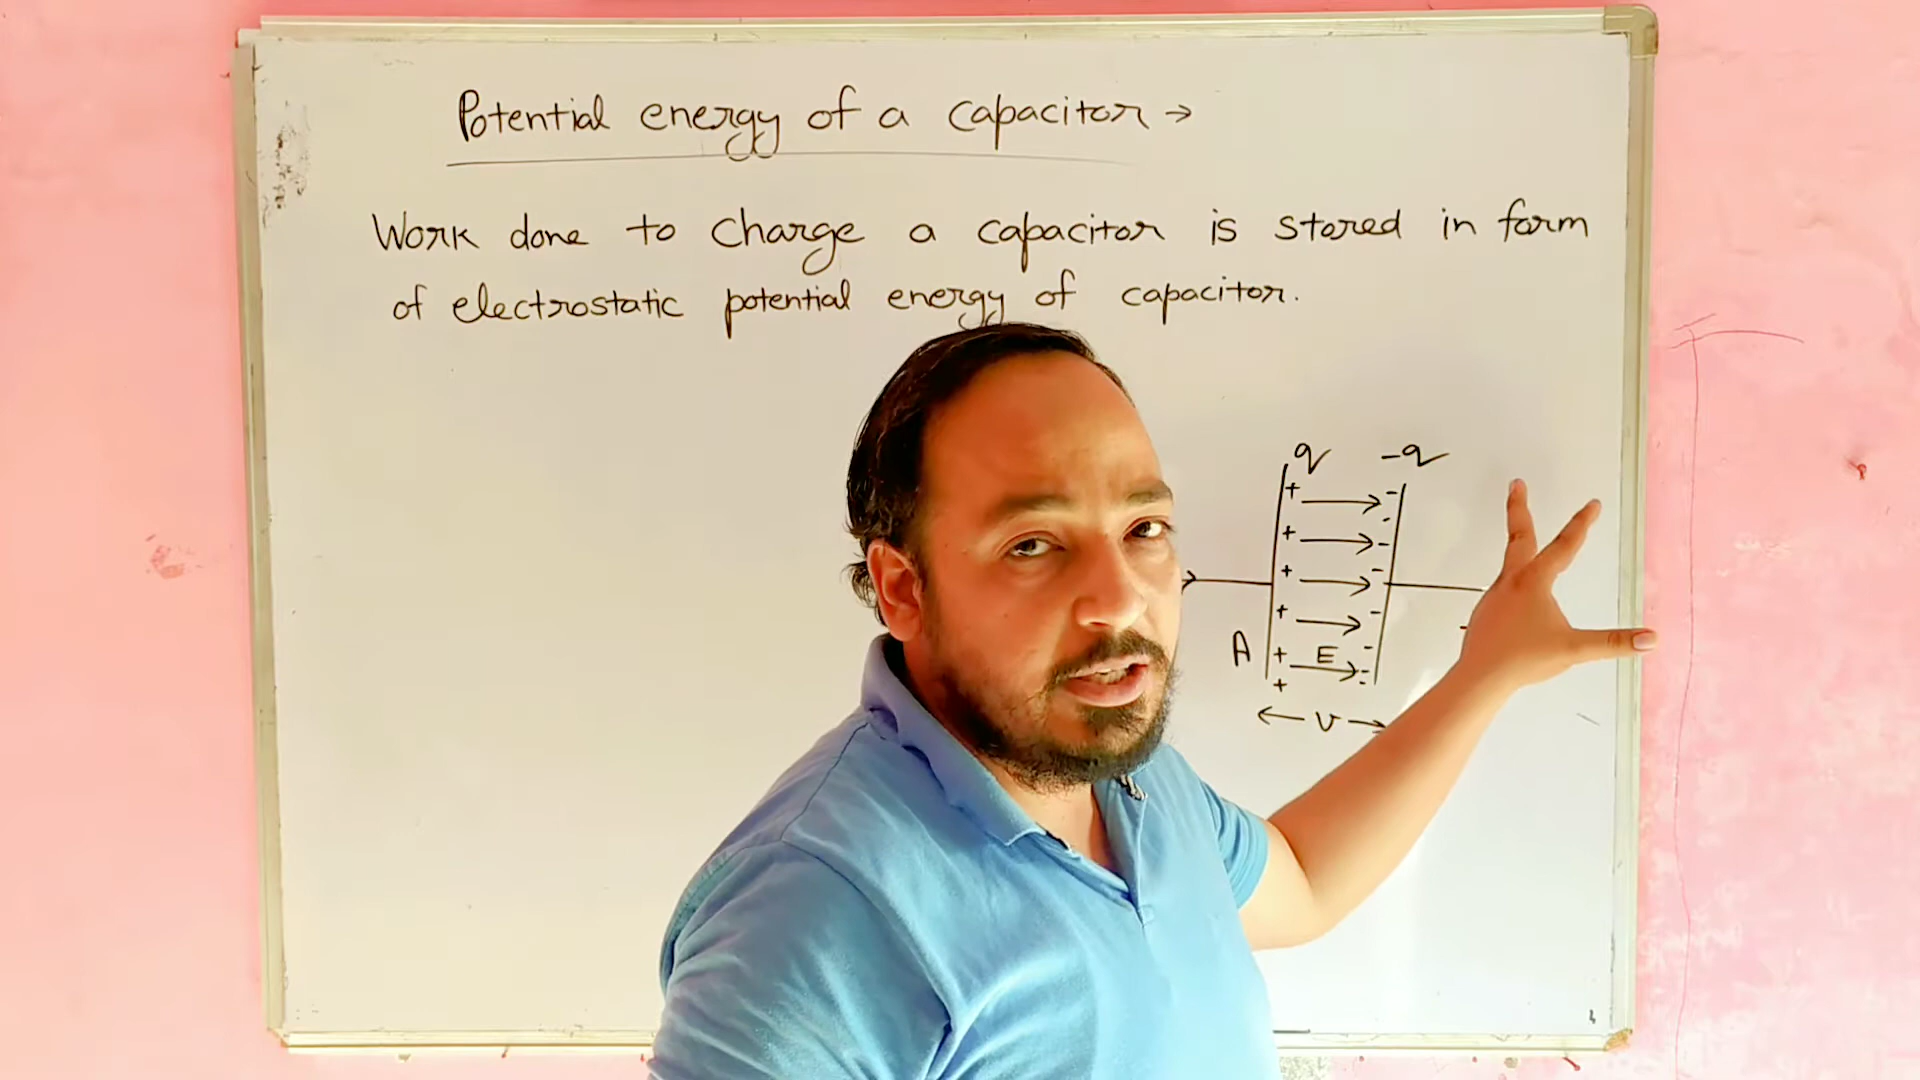 Potential energy of a capacitor →
Work done to charge a capacitor is stored in form
of electrostatic potential energy of capacitor.
q -q
+ -
-
+ -
+ -
+ -
A + E -
+ -
← V →